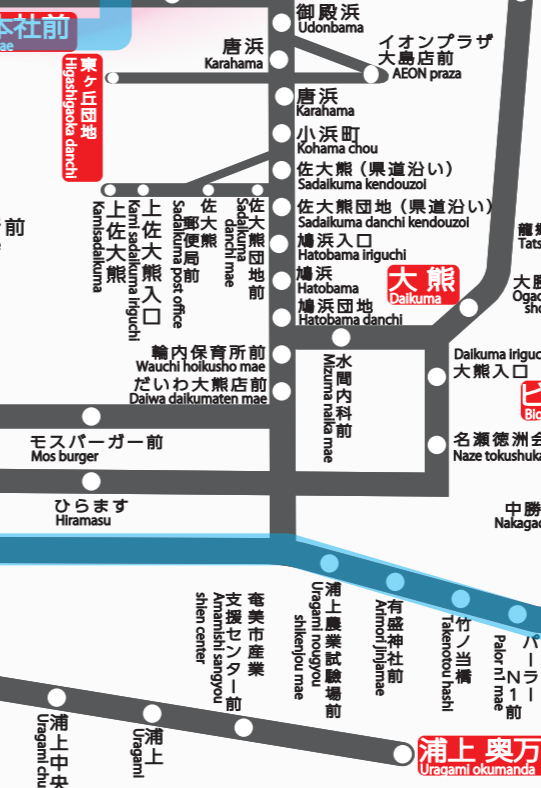 本社前
ae
御殿浜
Udonbama
唐浜
Karahama
イオンプラザ
大島店前
AEON praza
東ヶ丘団地
Higashigaoka danchi
唐浜
Karahama
小浜町
Kohama chou
佐大熊（県道沿い）
Sadaikuma kendouzoi
佐大熊団地（県道沿い）
Sadaikuma danchi kendouzoi
上佐大熊
Kamisadaikuma
上佐大熊入口
Kami sadaikuma iriguchi
郵便局前
Sadaikuma post office
佐大熊
佐大熊団地前
Sadaikuma
danchi mae
前
鳩浜入口
Hatobama iriguchi
鳩浜
Hatobama
大熊
Daikuma
鳩浜団地
Hatobama danchi
龍郷
Tats
大勝
Ogac
sho
輪内保育所前
Wauchi hoikusho mae
水間内科前
Mizuma naika mae
Daikuma iriguc
大熊入口
だいわ大熊店前
Daiwa daikumaten mae
ビ
Bio
モスバーガー前
Mos burger
名瀬徳洲会
Naze tokushuka
ひらます
Hiramasu
中勝
Nakagac
奄美市産業
支援センター前
Amamishi sangyou
shien center
浦上農業試験場前
Uragami nougyou
shikenjou mae
有盛神社前
Arimori jinjamae
竹ノ当橋
Takenotou hashi
パーラー
N1前
Palor n1 mae
浦上中央
Uragami chu
浦上
Uragami
浦上 奥万
Uragami okumanda